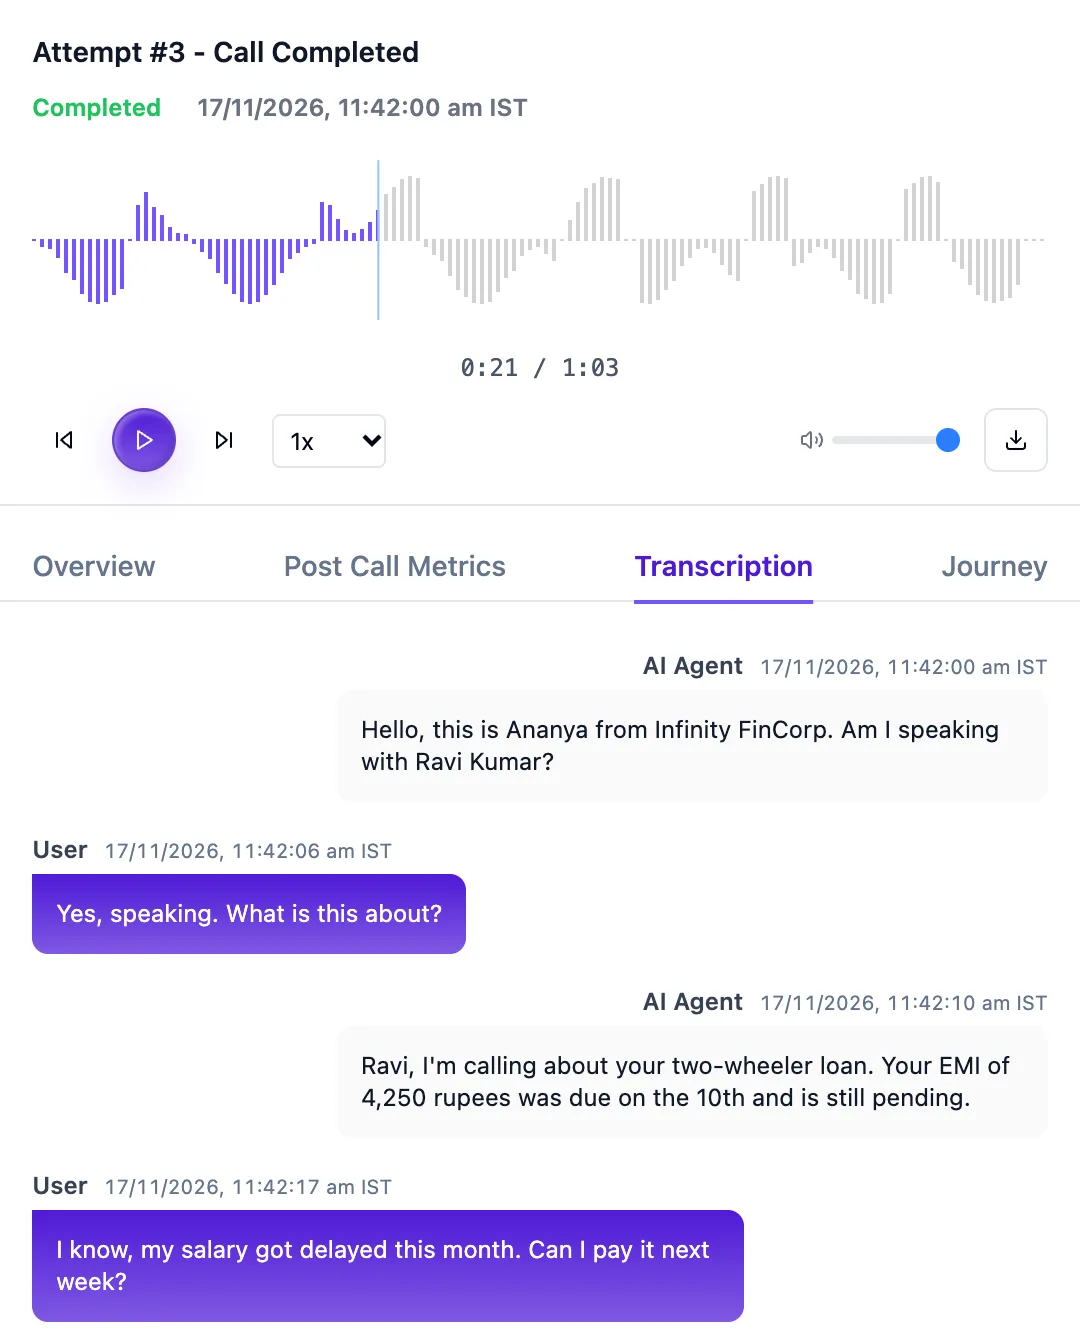 Attempt #3 - Call Completed
Completed 17/11/2026, 11:42:00 am IST
0:21 / 1:03
1x
Overview Post Call Metrics Transcription Journey
AI Agent 17/11/2026, 11:42:00 am IST
Hello, this is Ananya from Infinity FinCorp. Am I speaking
with Ravi Kumar?
User 17/11/2026, 11:42:06 am IST
Yes, speaking. What is this about?
AI Agent 17/11/2026, 11:42:10 am IST
Ravi, I'm calling about your two-wheeler loan. Your EMI of
4,250 rupees was due on the 10th and is still pending.
User 17/11/2026, 11:42:17 am IST
I know, my salary got delayed this month. Can I pay it next
week?